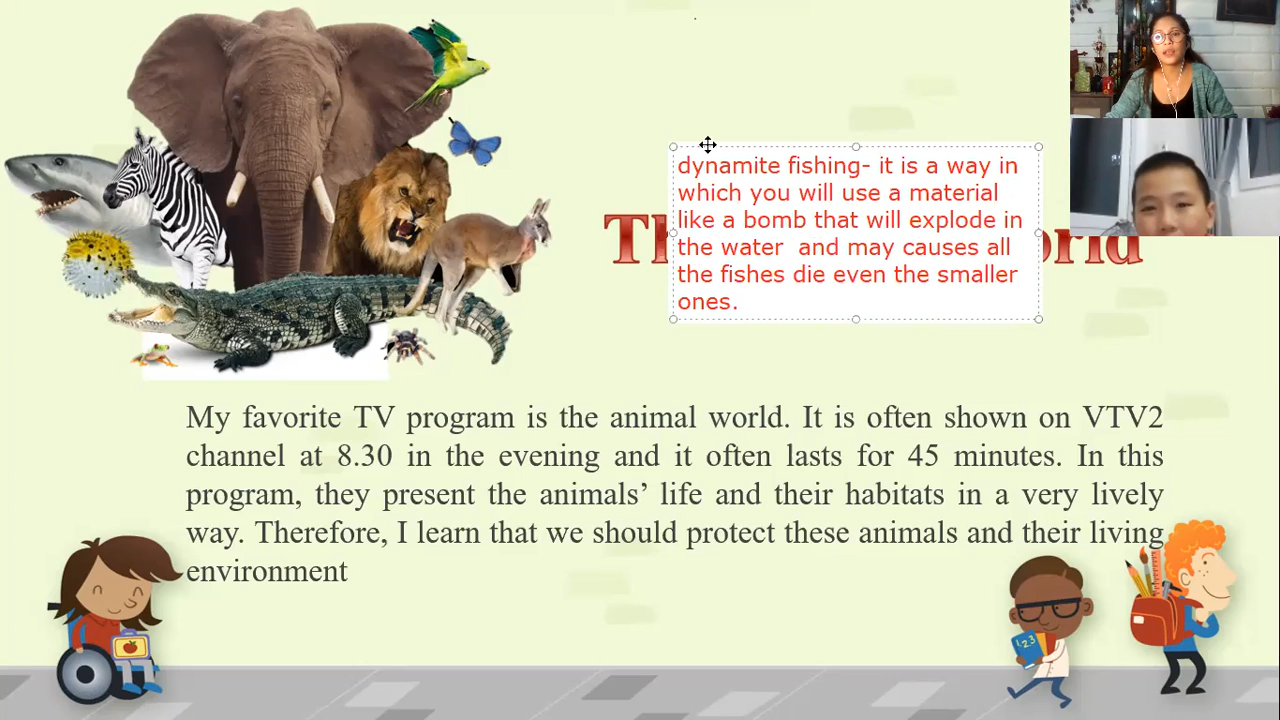 dynamite fishing- it is a way in
which you will use a material
like a bomb that will explode in
the water and may causes all
the fishes die even the smaller
ones.
My favorite TV program is the animal world. It is often shown on VTV2
channel at 8.30 in the evening and it often lasts for 45 minutes. In this
program, they present the animals’ life and their habitats in a very lively
way. Therefore, I learn that we should protect these animals and their living
environment
123